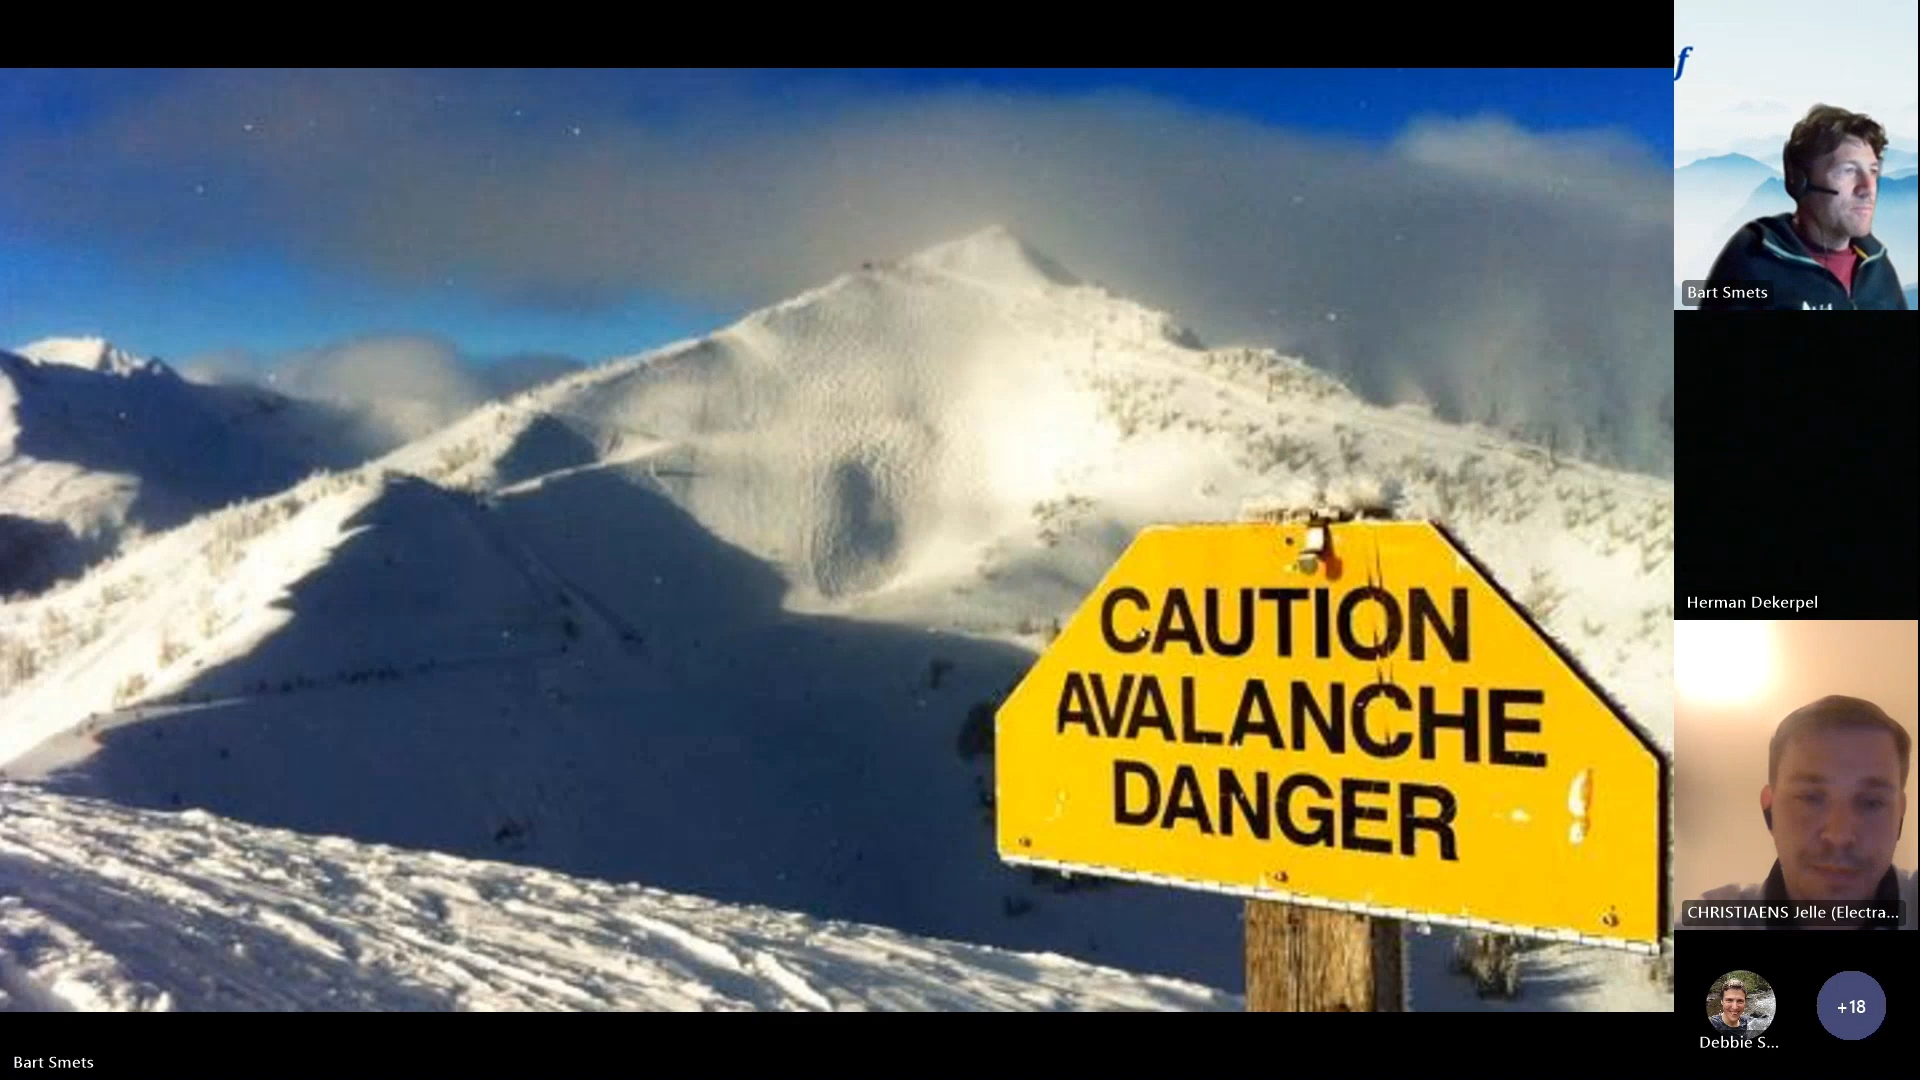 CAUTION
AVALANCHE
DANGER
f
Bart Smets
Herman Dekerpel
CHRISTIAENS Jelle (Electra...
Debbie S...
+18
Bart Smets